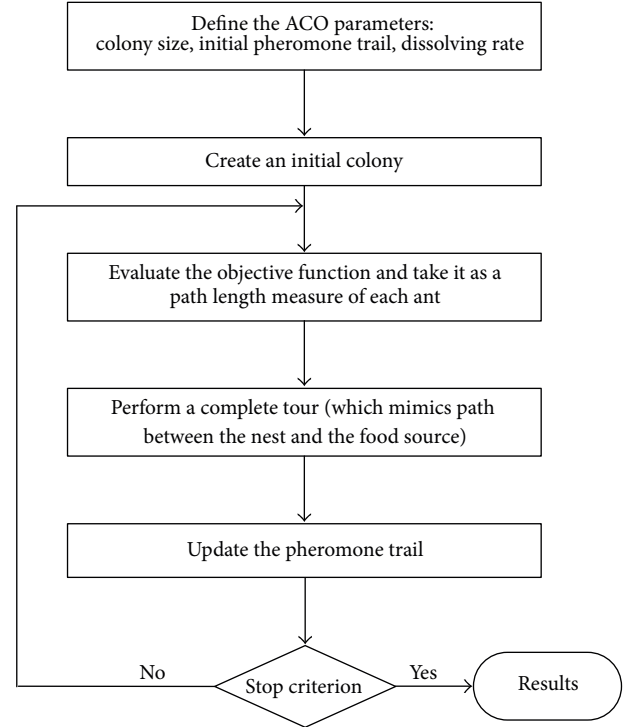 Define the ACO parameters:
colony size, initial pheromone trail, dissolving rate
Create an initial colony
Evaluate the objective function and take it as a
path length measure of each ant
Perform a complete tour (which mimics path
between the nest and the food source)
Update the pheromone trail
No
Stop criterion
Yes
Results